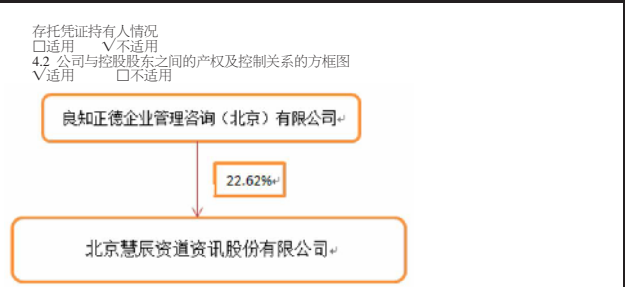 存托凭证持有人情况
□适用 √不适用
4.2 公司与控股股东之间的产权及控制关系的方框图
√适用 □不适用
良知正德企业管理咨询（北京）有限公司↵
22.62%↵
北京慧辰资道资讯股份有限公司↵